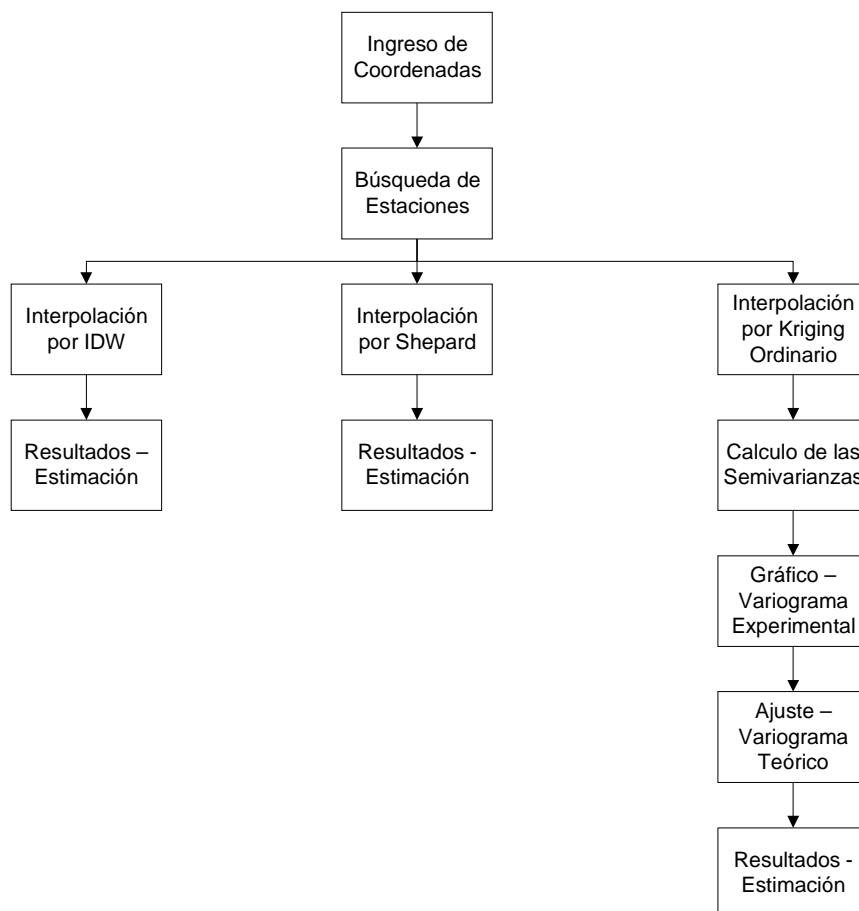 Ingreso de
Coordenadas
Búsqueda de
Estaciones
Interpolación
por IDW
Interpolación
por Shepard
Interpolación
por Kriging
Ordinario
Resultados –
Estimación
Resultados -
Estimación
Calculo de las
Semivarianzas
Gráfico –
Variograma
Experimental
Ajuste –
Variograma
Teórico
Resultados -
Estimación